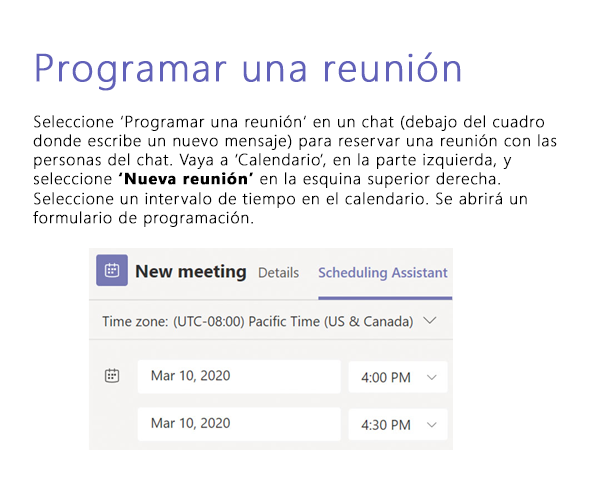 Programar una reunión
Seleccione ‘Programar una reunión’ en un chat (debajo del cuadro
donde escribe un nuevo mensaje) para reservar una reunión con las
personas del chat. Vaya a ‘Calendario’, en la parte izquierda, y
seleccione ‘Nueva reunión’ en la esquina superior derecha.
Seleccione un intervalo de tiempo en el calendario. Se abrirá un
formulario de programación.
New meeting Details Scheduling Assistant
Time zone: (UTC-08:00) Pacific Time (US & Canada)
Mar 10, 2020 4:00 PM
Mar 10, 2020 4:30 PM